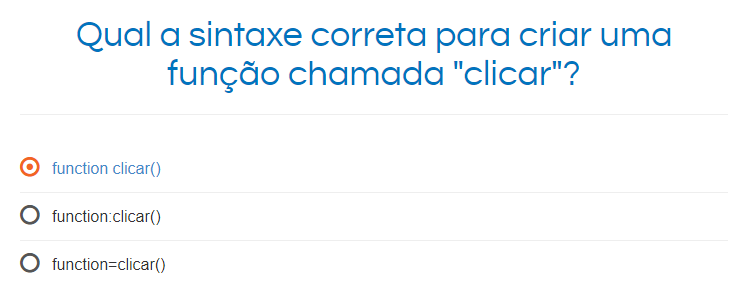 Qual a sintaxe correta para criar uma
função chamada "clicar"?
function clicar()
function:clicar()
function=clicar()